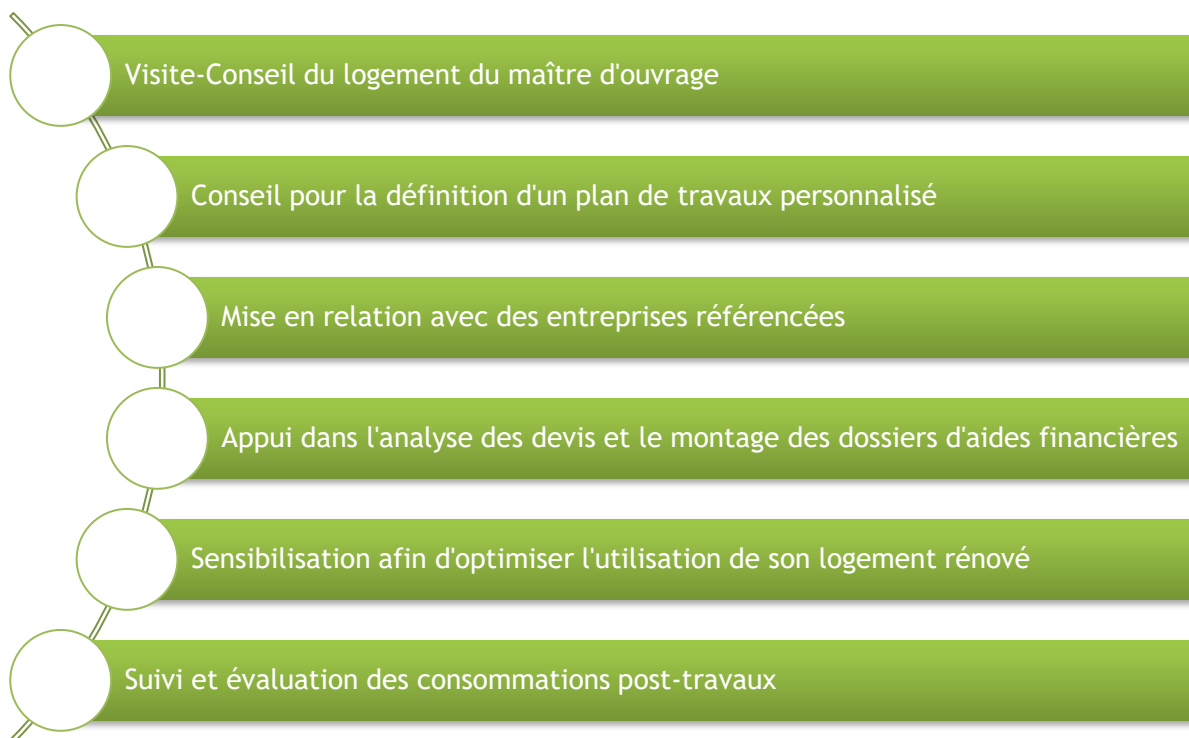 Visite-Conseil du logement du maître d'ouvrage
Conseil pour la définition d'un plan de travaux personnalisé
Mise en relation avec des entreprises référencées
Appui dans l'analyse des devis et le montage des dossiers d'aides financières
Sensibilisation afin d'optimiser l'utilisation de son logement rénové
Suivi et évaluation des consommations post-travaux